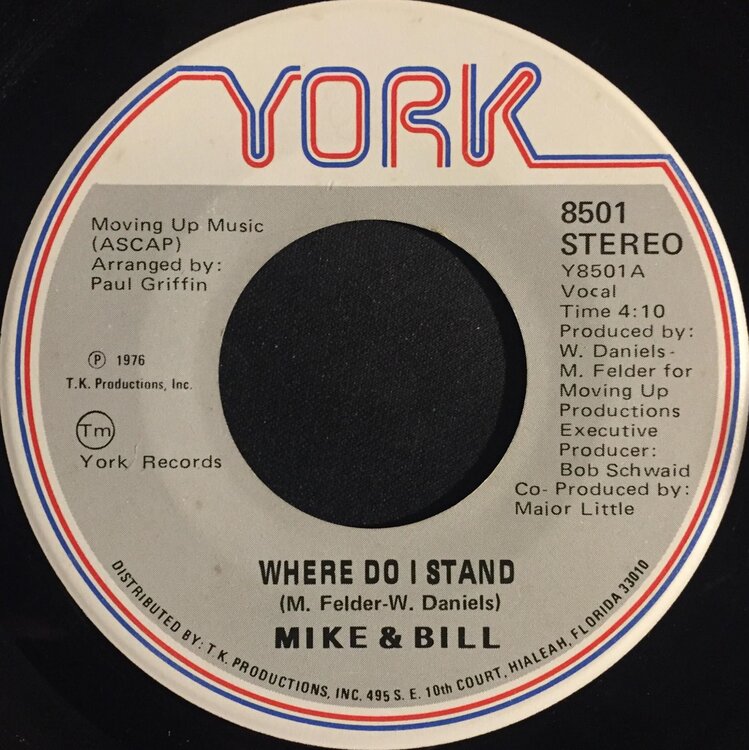 YORK
Moving Up Music
(ASCAP)
Arranged by:
Paul Griffin
℗ 1976
T.K. Productions, Inc.
Tm
York Records
8501
STEREO
Y8501A
Vocal
Time 4:10
Produced by:
W. Daniels-
M. Felder for
Moving Up
Productions
Executive
Producer:
Bob Schwaid
Co-Produced by:
Major Little
WHERE DO I STAND
(M. Felder-W. Daniels)
MIKE & BILL
DISTRIBUTED BY: T.K. PRODUCTIONS, INC. 495 S. E. 10th COURT, HIALEAH, FLORIDA 33010